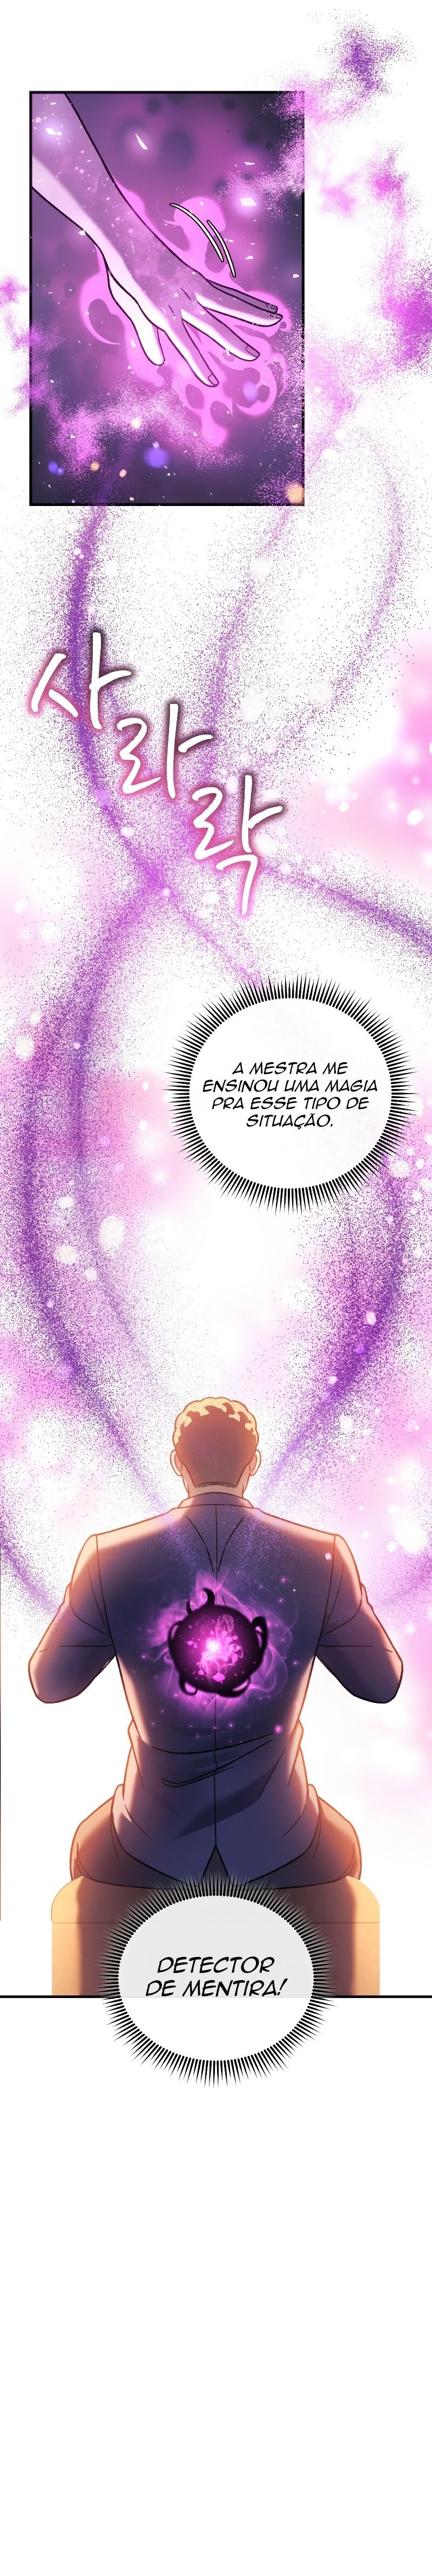 사라락
A MESTRA ME
ENSINOU UMA MAGIA
PRA ESSE TIPO DE
SITUAÇÃO.
DETECTOR
DE MENTIRA!